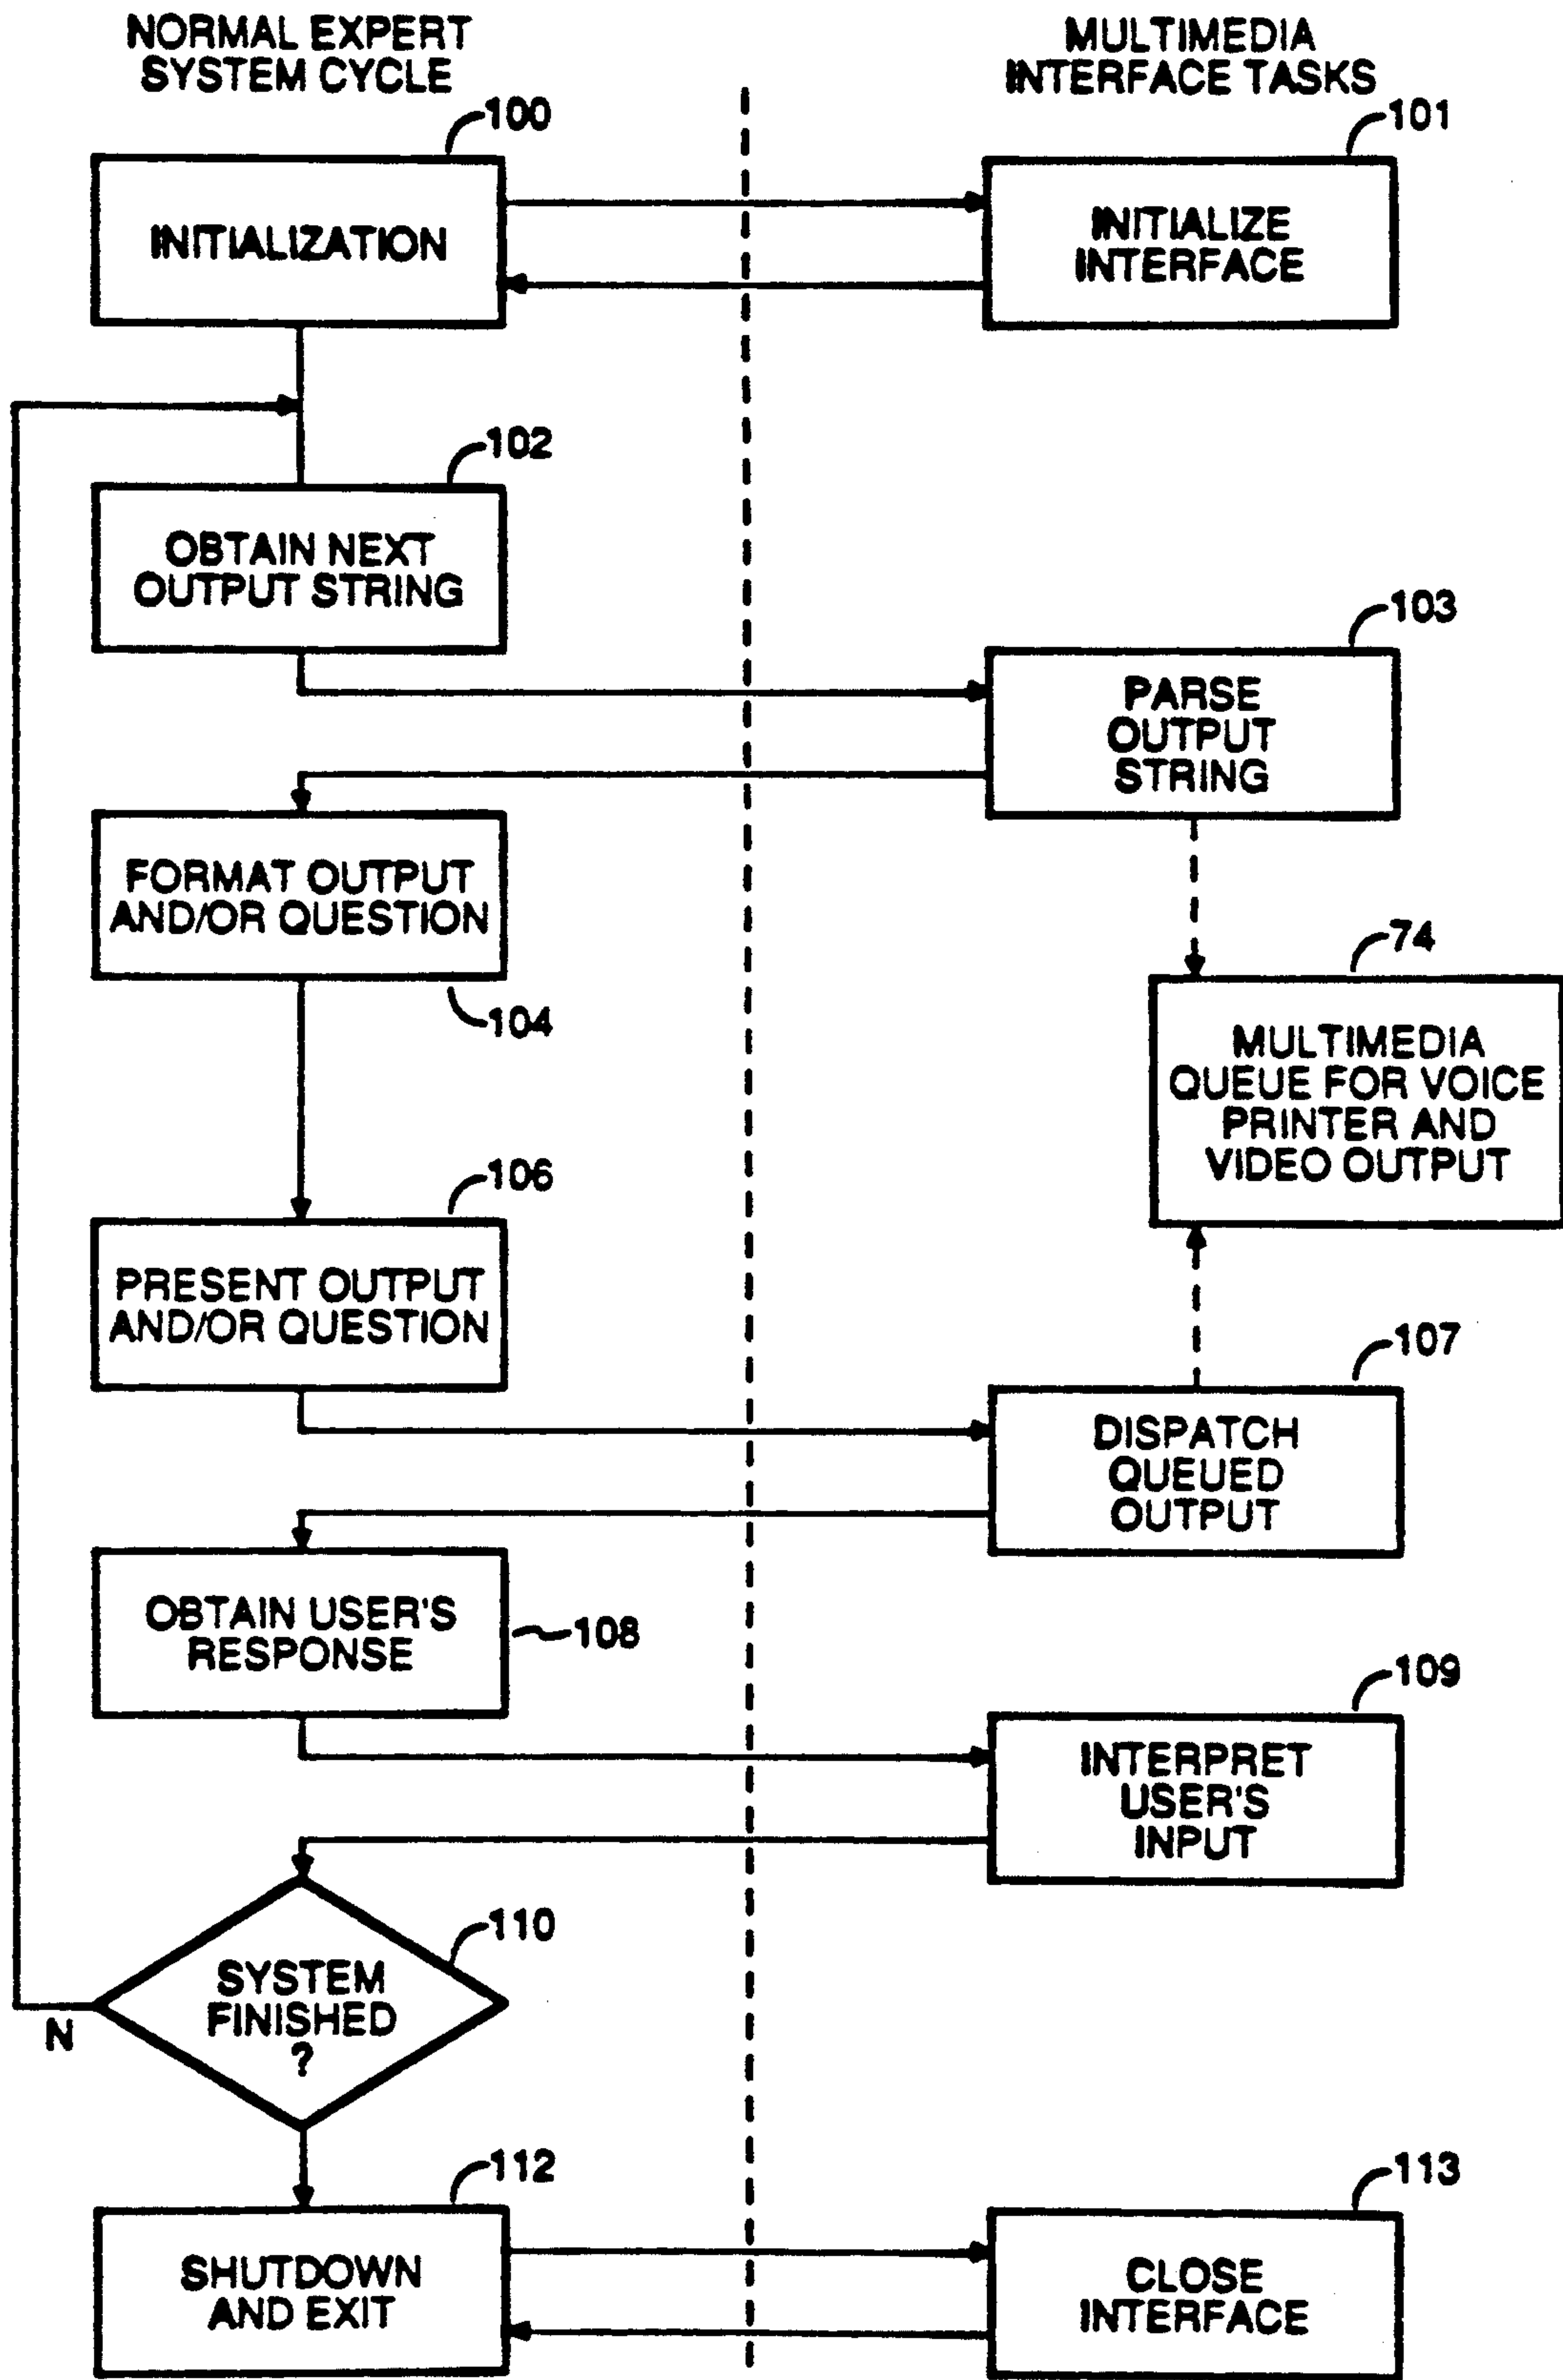 NORMAL EXPERT
SYSTEM CYCLE
MULTIMEDIA
INTERFACE TASKS
100
101
INITIALIZATION
INITIALIZE
INTERFACE
102
OBTAIN NEXT
OUTPUT STRING
103
PARSE
OUTPUT
STRING
FORMAT OUTPUT
AND/OR QUESTION
104
74
MULTIMEDIA
QUEUE FOR VOICE
PRINTER AND
VIDEO OUTPUT
106
PRESENT OUTPUT
AND/OR QUESTION
107
DISPATCH
QUEUED
OUTPUT
OBTAIN USER'S
RESPONSE
108
109
INTERPRET
USER'S
INPUT
110
SYSTEM
FINISHED
?
N
112
SHUTDOWN
AND EXIT
113
CLOSE
INTERFACE